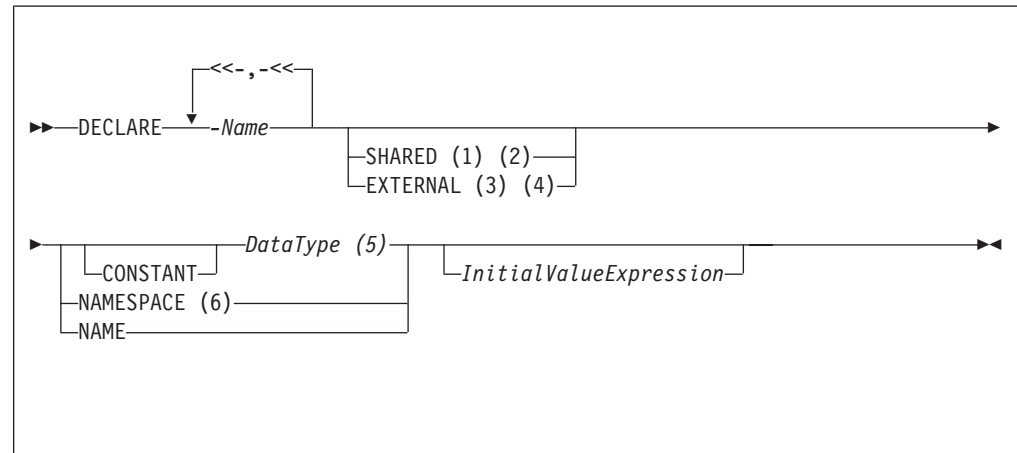 <<-,-<<
DECLARE -Name
SHARED (1) (2)
EXTERNAL (3) (4)
DataType (5)
CONSTANT InitialValueExpression
NAMESPACE (6)
NAME